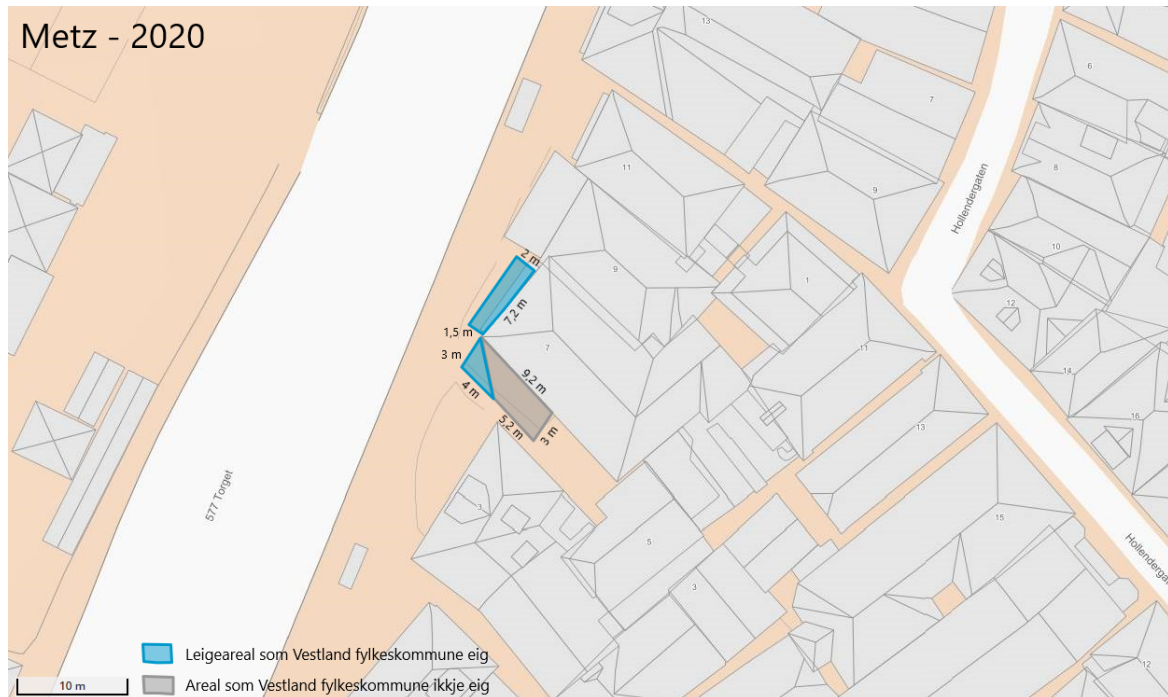 Metz - 2020
13
6
7
11
8
9
Hollendergaten
10
2 m
9
1
12
7,2 m
1,5 m
7
11
3 m
14
9,2 m
4 m
16
5,2 m
3 m
13
577 Torget
3
15
5
Hollendergat
3
12
Leigeareal som Vestland fylkeskommune eig
10 m
Areal som Vestland fylkeskommune ikkje eig